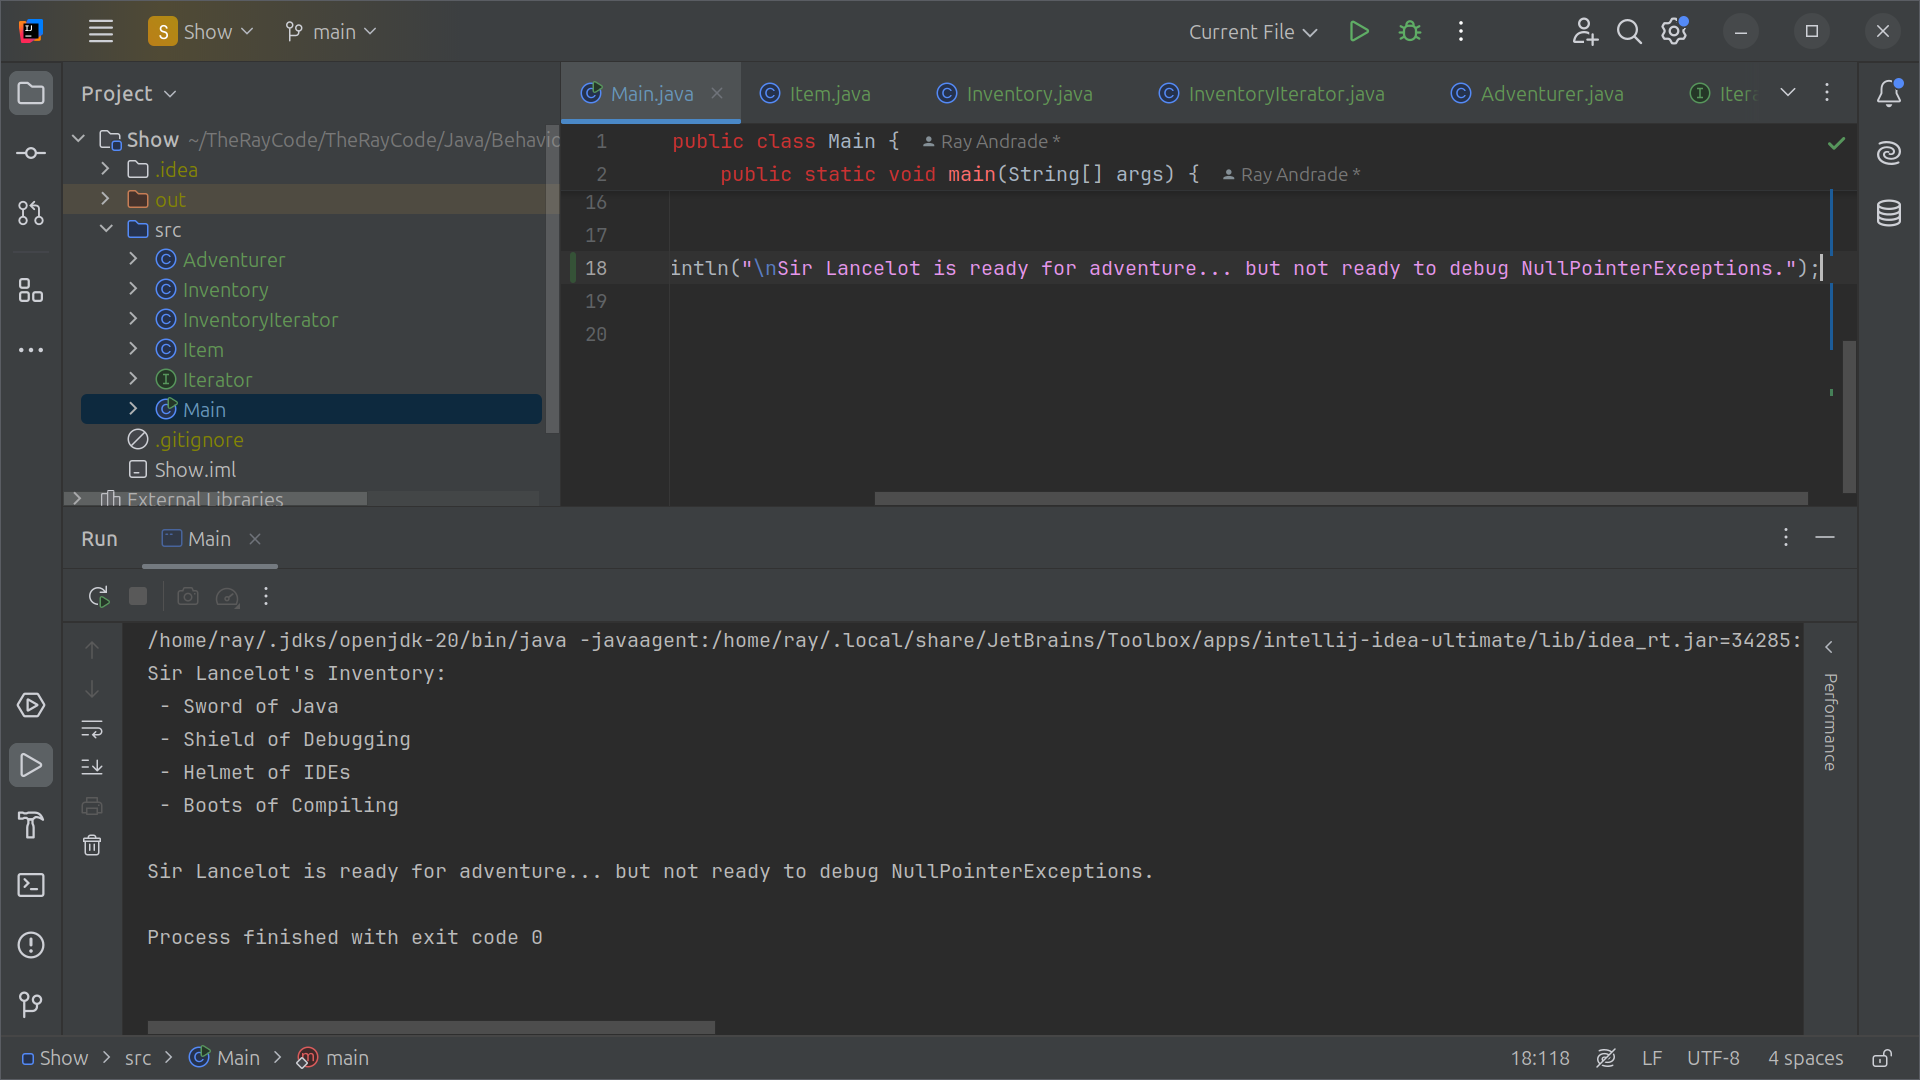 S Show main Current File
Project
Main.java Item.java Inventory.java InventoryIterator.java Adventurer.java Itera
Show ~/TheRayCode/TheRayCode/Java/Behavio
.idea
out
src
Adventurer
Inventory
InventoryIterator
Item
Iterator
Main
.gitignore
Show.iml
External Libraries
1 public class Main { Ray Andrade *
2 public static void main(String[] args) { Ray Andrade *
16
17
18 intln("\nSir Lancelot is ready for adventure... but not ready to debug NullPointerExceptions.");
19
20
Run Main
/home/ray/.jdks/openjdk-20/bin/java -javaagent:/home/ray/.local/share/JetBrains/Toolbox/apps/intellij-idea-ultimate/lib/idea_rt.jar=34285:
Sir Lancelot's Inventory:
- Sword of Java
- Shield of Debugging
- Helmet of IDEs
- Boots of Compiling
Sir Lancelot is ready for adventure... but not ready to debug NullPointerExceptions.
Process finished with exit code 0
Performance
Show src Main main 18:118 LF UTF-8 4 spaces